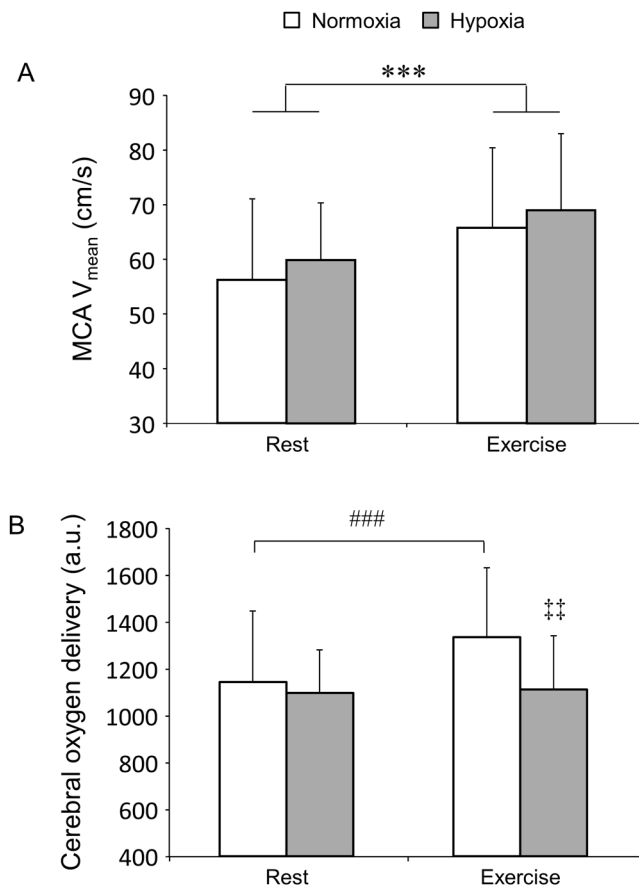 Normoxia Hypoxia
A
***
MCA Vmean (cm/s)
90
80
70
60
50
40
30
Rest Exercise
B
###
Cerebral oxygen delivery (a.u.)
1800
1600
1400
1200
1000
800
600
400
‡‡
‡‡
Rest Exercise